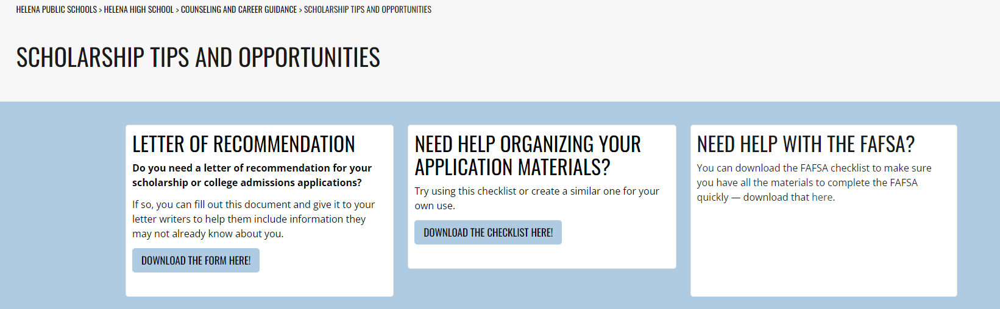 HELENA PUBLIC SCHOOLS > HELENA HIGH SCHOOL > COUNSELING AND CAREER GUIDANCE > SCHOLARSHIP TIPS AND OPPORTUNITIES
SCHOLARSHIP TIPS AND OPPORTUNITIES
LETTER OF RECOMMENDATION
Do you need a letter of recommendation for your
scholarship or college admissions applications?
If so, you can fill out this document and give it to your
letter writers to help them include information they
may not already know about you.
DOWNLOAD THE FORM HERE!
NEED HELP ORGANIZING YOUR
APPLICATION MATERIALS?
Try using this checklist or create a similar one for your
own use.
DOWNLOAD THE CHECKLIST HERE!
NEED HELP WITH THE FAFSA?
You can download the FAFSA checklist to make sure
you have all the materials to complete the FAFSA
quickly — download that here.